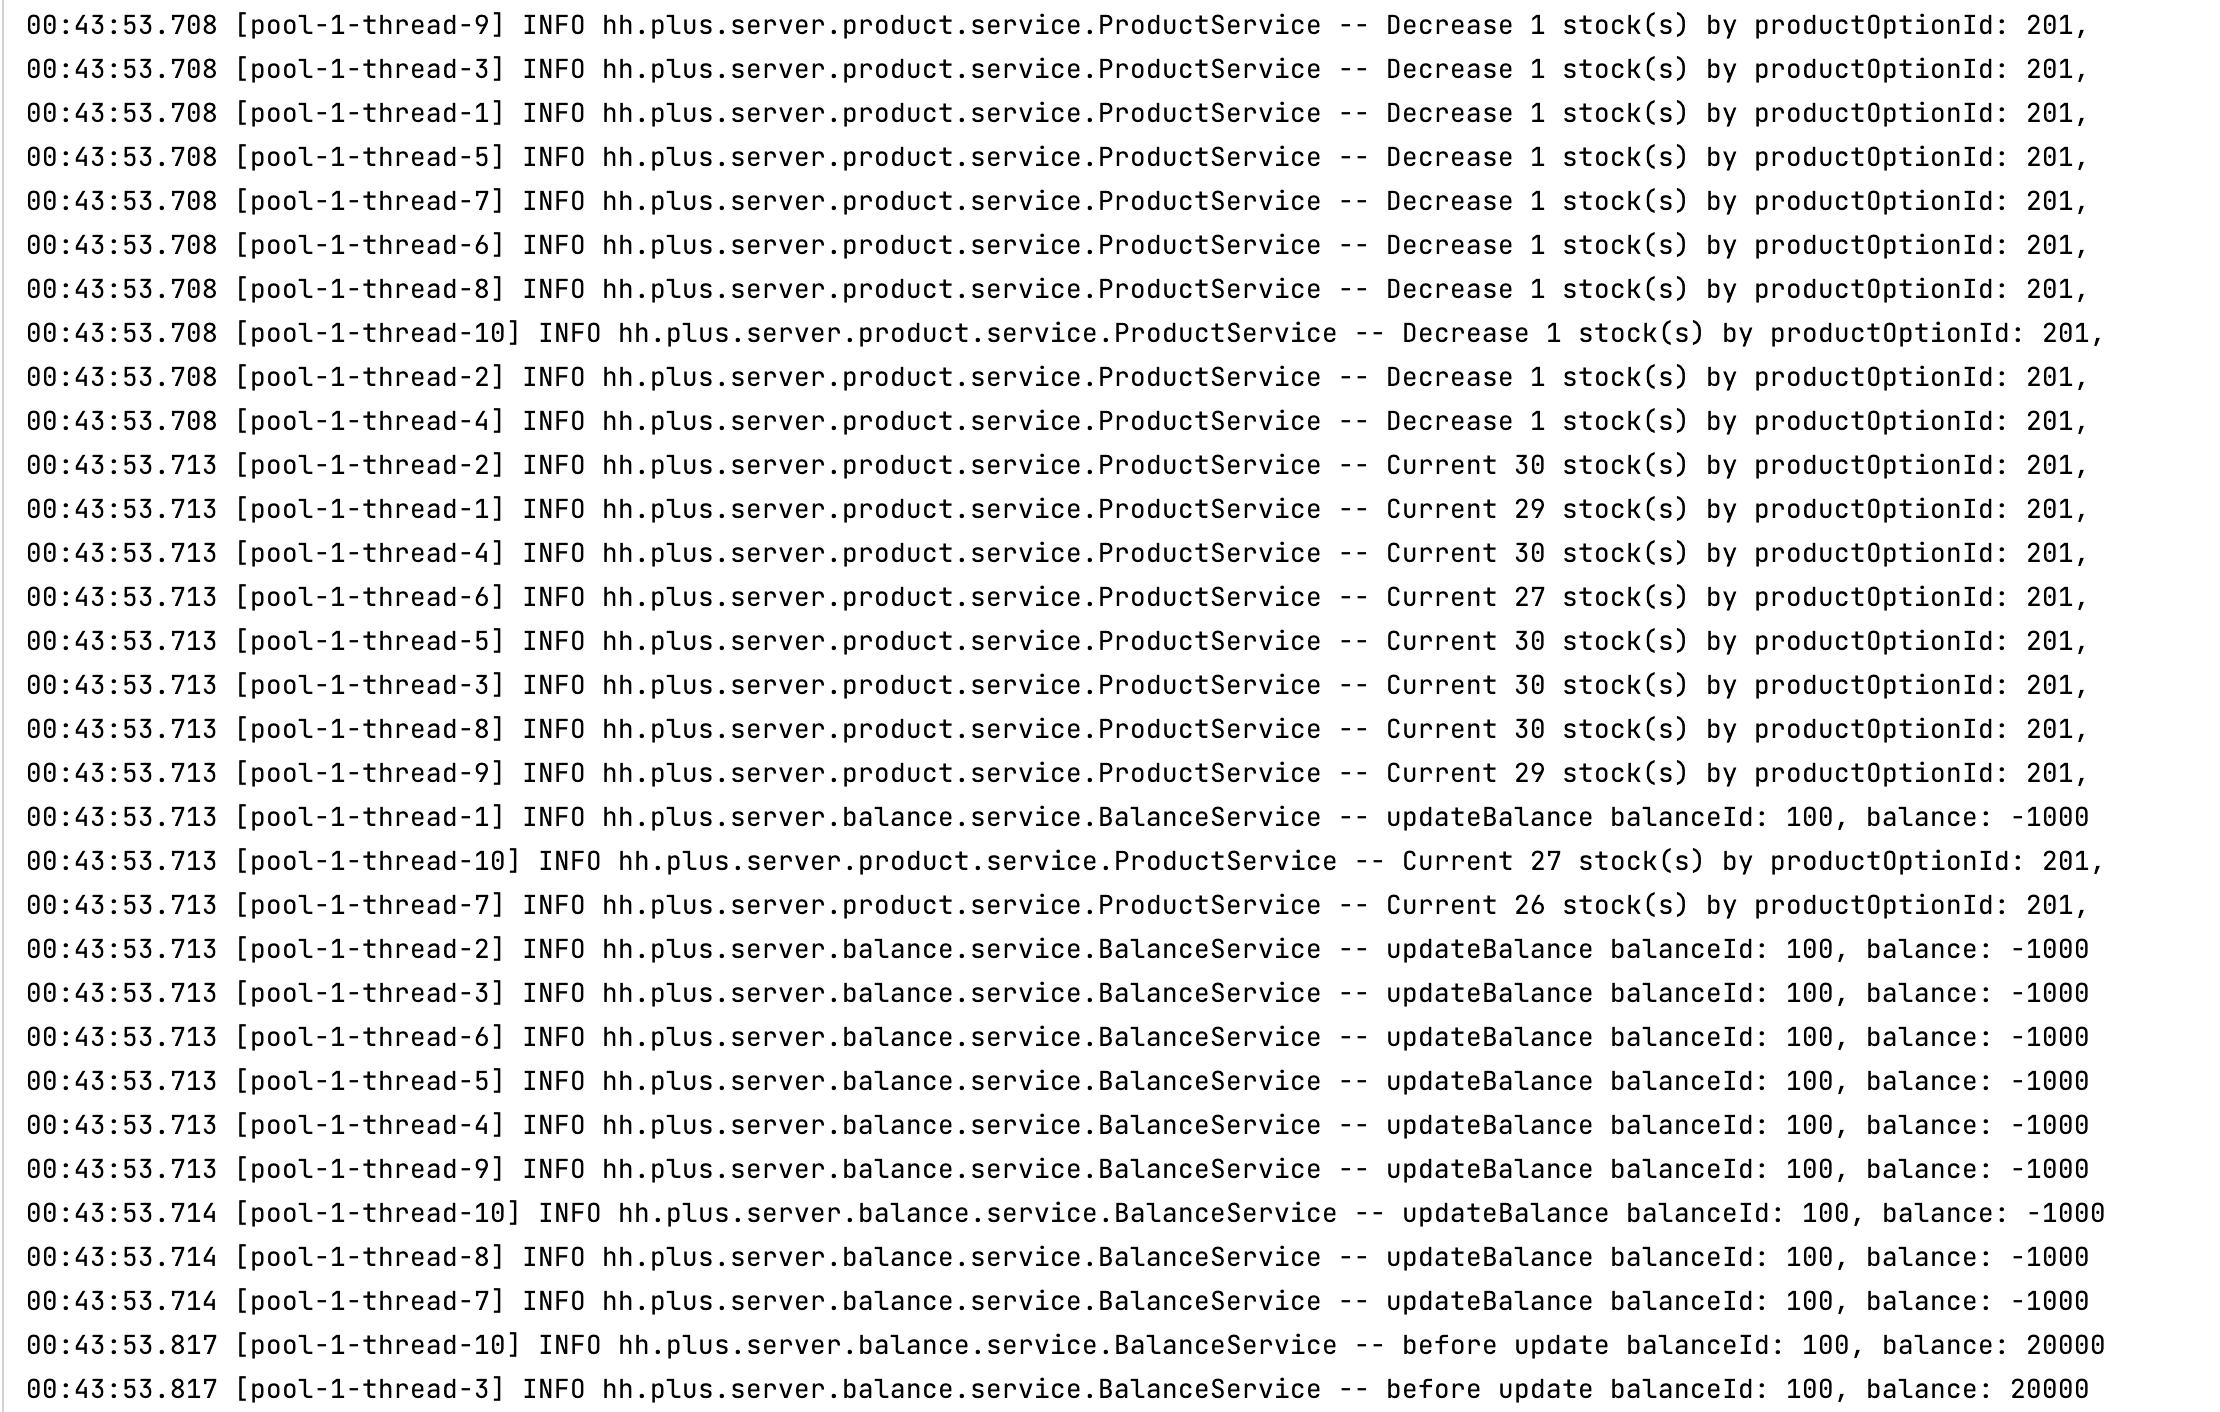 00:43:53.708 [pool-1-thread-9] INFO hh.plus.server.product.service.ProductService -- Decrease 1 stock(s) by productOptionId: 201,
00:43:53.708 [pool-1-thread-3] INFO hh.plus.server.product.service.ProductService -- Decrease 1 stock(s) by productOptionId: 201,
00:43:53.708 [pool-1-thread-1] INFO hh.plus.server.product.service.ProductService -- Decrease 1 stock(s) by productOptionId: 201,
00:43:53.708 [pool-1-thread-5] INFO hh.plus.server.product.service.ProductService -- Decrease 1 stock(s) by productOptionId: 201,
00:43:53.708 [pool-1-thread-7] INFO hh.plus.server.product.service.ProductService -- Decrease 1 stock(s) by productOptionId: 201,
00:43:53.708 [pool-1-thread-6] INFO hh.plus.server.product.service.ProductService -- Decrease 1 stock(s) by productOptionId: 201,
00:43:53.708 [pool-1-thread-8] INFO hh.plus.server.product.service.ProductService -- Decrease 1 stock(s) by productOptionId: 201,
00:43:53.708 [pool-1-thread-10] INFO hh.plus.server.product.service.ProductService -- Decrease 1 stock(s) by productOptionId: 201,
00:43:53.708 [pool-1-thread-2] INFO hh.plus.server.product.service.ProductService -- Decrease 1 stock(s) by productOptionId: 201,
00:43:53.708 [pool-1-thread-4] INFO hh.plus.server.product.service.ProductService -- Decrease 1 stock(s) by productOptionId: 201,
00:43:53.713 [pool-1-thread-2] INFO hh.plus.server.product.service.ProductService -- Current 30 stock(s) by productOptionId: 201,
00:43:53.713 [pool-1-thread-1] INFO hh.plus.server.product.service.ProductService -- Current 29 stock(s) by productOptionId: 201,
00:43:53.713 [pool-1-thread-4] INFO hh.plus.server.product.service.ProductService -- Current 30 stock(s) by productOptionId: 201,
00:43:53.713 [pool-1-thread-6] INFO hh.plus.server.product.service.ProductService -- Current 27 stock(s) by productOptionId: 201,
00:43:53.713 [pool-1-thread-5] INFO hh.plus.server.product.service.ProductService -- Current 30 stock(s) by productOptionId: 201,
00:43:53.713 [pool-1-thread-3] INFO hh.plus.server.product.service.ProductService -- Current 30 stock(s) by productOptionId: 201,
00:43:53.713 [pool-1-thread-8] INFO hh.plus.server.product.service.ProductService -- Current 30 stock(s) by productOptionId: 201,
00:43:53.713 [pool-1-thread-9] INFO hh.plus.server.product.service.ProductService -- Current 29 stock(s) by productOptionId: 201,
00:43:53.713 [pool-1-thread-1] INFO hh.plus.server.balance.service.BalanceService -- updateBalance balanceId: 100, balance: -1000
00:43:53.713 [pool-1-thread-10] INFO hh.plus.server.product.service.ProductService -- Current 27 stock(s) by productOptionId: 201,
00:43:53.713 [pool-1-thread-7] INFO hh.plus.server.product.service.ProductService -- Current 26 stock(s) by productOptionId: 201,
00:43:53.713 [pool-1-thread-2] INFO hh.plus.server.balance.service.BalanceService -- updateBalance balanceId: 100, balance: -1000
00:43:53.713 [pool-1-thread-3] INFO hh.plus.server.balance.service.BalanceService -- updateBalance balanceId: 100, balance: -1000
00:43:53.713 [pool-1-thread-6] INFO hh.plus.server.balance.service.BalanceService -- updateBalance balanceId: 100, balance: -1000
00:43:53.713 [pool-1-thread-5] INFO hh.plus.server.balance.service.BalanceService -- updateBalance balanceId: 100, balance: -1000
00:43:53.713 [pool-1-thread-4] INFO hh.plus.server.balance.service.BalanceService -- updateBalance balanceId: 100, balance: -1000
00:43:53.713 [pool-1-thread-9] INFO hh.plus.server.balance.service.BalanceService -- updateBalance balanceId: 100, balance: -1000
00:43:53.714 [pool-1-thread-10] INFO hh.plus.server.balance.service.BalanceService -- updateBalance balanceId: 100, balance: -1000
00:43:53.714 [pool-1-thread-8] INFO hh.plus.server.balance.service.BalanceService -- updateBalance balanceId: 100, balance: -1000
00:43:53.714 [pool-1-thread-7] INFO hh.plus.server.balance.service.BalanceService -- updateBalance balanceId: 100, balance: -1000
00:43:53.817 [pool-1-thread-10] INFO hh.plus.server.balance.service.BalanceService -- before update balanceId: 100, balance: 20000
00:43:53.817 [pool-1-thread-3] INFO hh.plus.server.balance.service.BalanceService -- before update balanceId: 100, balance: 20000